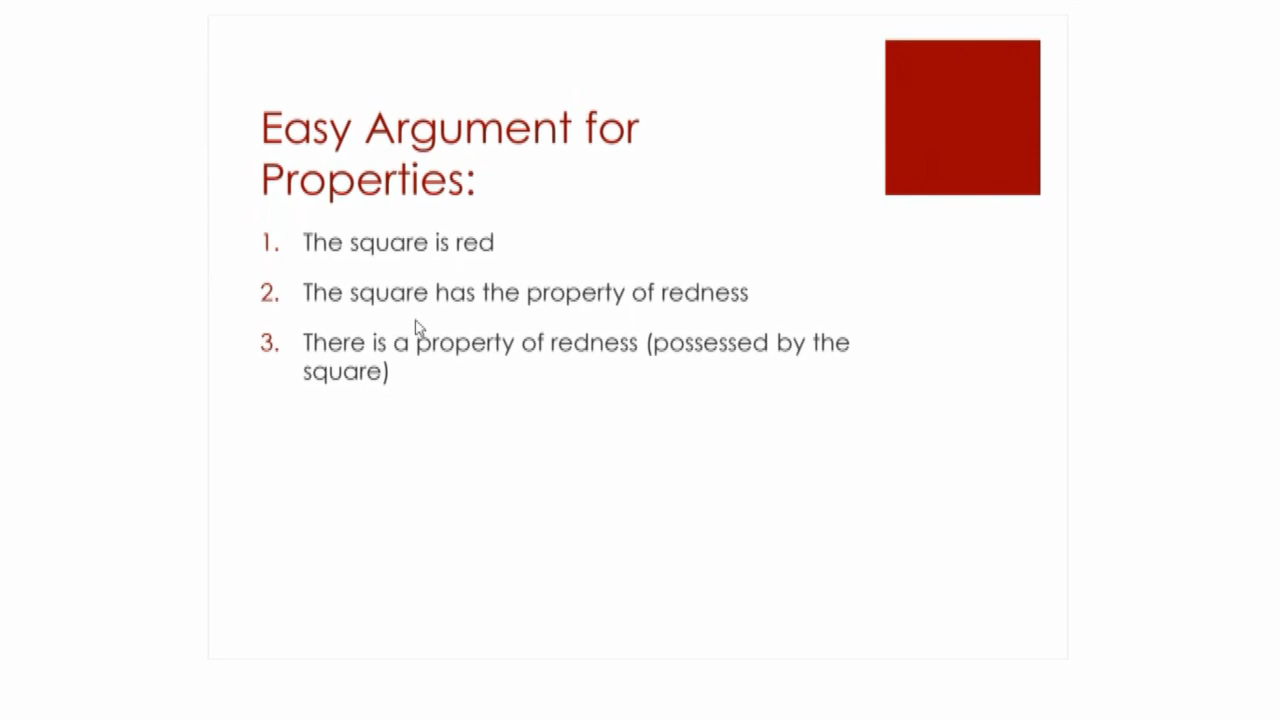 Easy Argument for
Properties:
1. The square is red
2. The square has the property of redness
3. There is a property of redness (possessed by the
square)